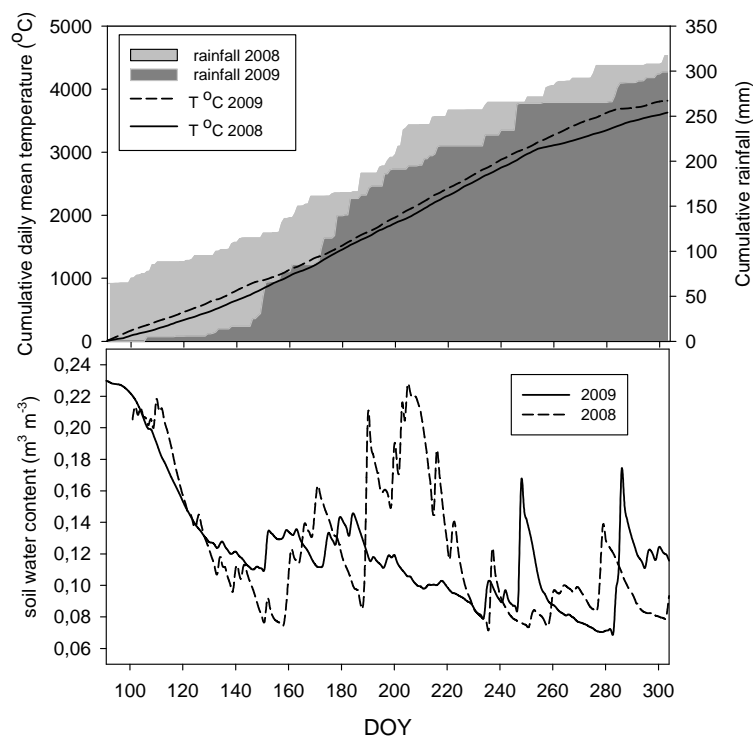 Cumulative daily mean temperature (°C)
5000
4000
3000
2000
1000
0
rainfall 2008
rainfall 2009
T °C 2009
T °C 2008
350
300
250
200
150
100
50
0
Cumulative rainfall (mm)
soil water content (m³ m⁻³)
0,24
0,22
0,20
0,18
0,16
0,14
0,12
0,10
0,08
0,06
2009
2008
100 120 140 160 180 200 220 240 260 280 300
DOY